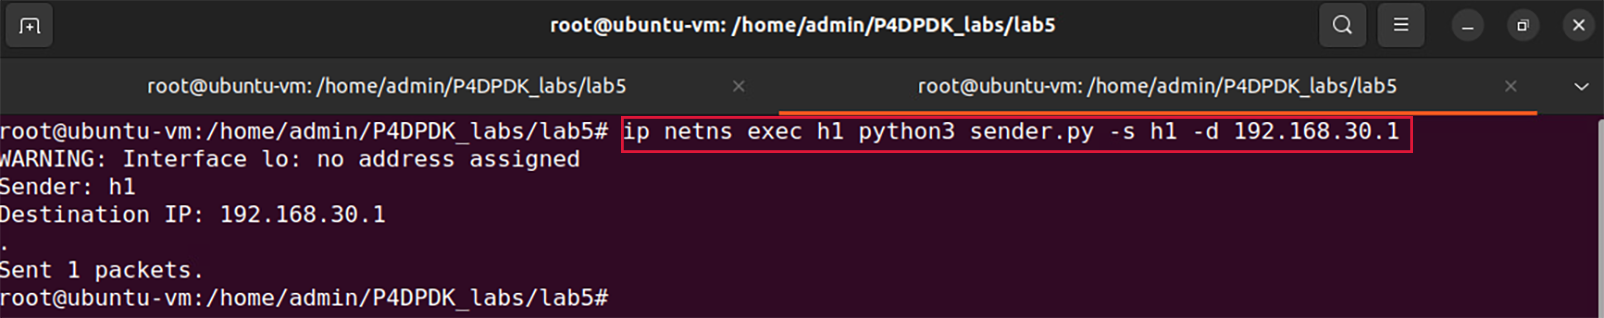 root@ubuntu-vm: /home/admin/P4DPDK_labs/lab5
root@ubuntu-vm: /home/admin/P4DPDK_labs/lab5
root@ubuntu-vm: /home/admin/P4DPDK_labs/lab5
root@ubuntu-vm:/home/admin/P4DPDK_labs/lab5# ip netns exec h1 python3 sender.py -s h1 -d 192.168.30.1
WARNING: Interface lo: no address assigned
Sender: h1
Destination IP: 192.168.30.1
.
Sent 1 packets.
root@ubuntu-vm:/home/admin/P4DPDK_labs/lab5#